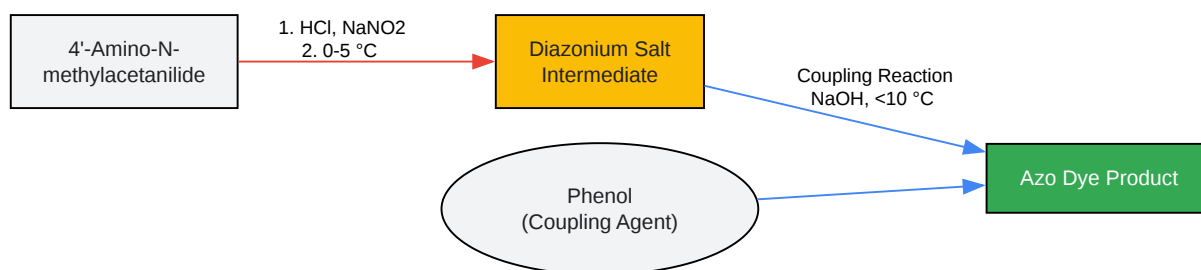 4'-Amino-N-
methylacetanilide
1. HCl, NaNO2
2. 0-5 °C
Diazonium Salt
Intermediate
Coupling Reaction
NaOH, <10 °C
Phenol
(Coupling Agent)
Azo Dye Product